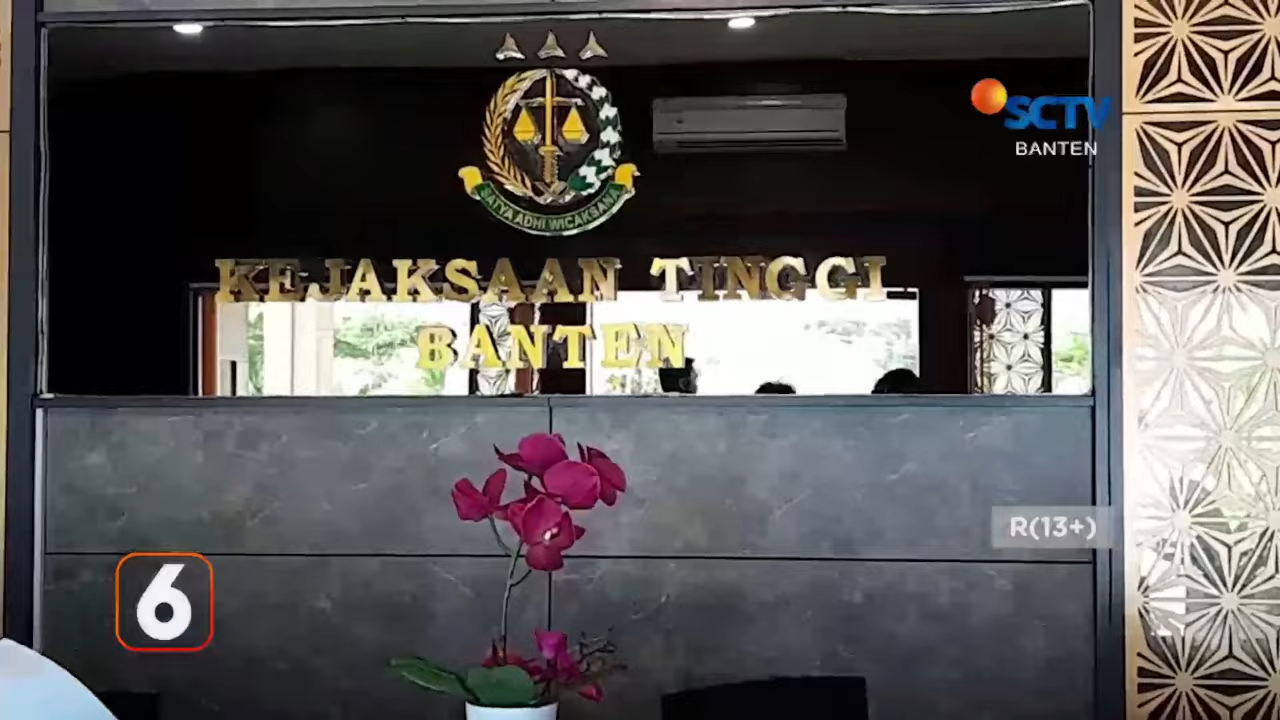 SCTV
BANTEN
SATYA ADHI WICAKSANA
KEJAKSAAN TINGGI
BANTEN
R(13+)
6